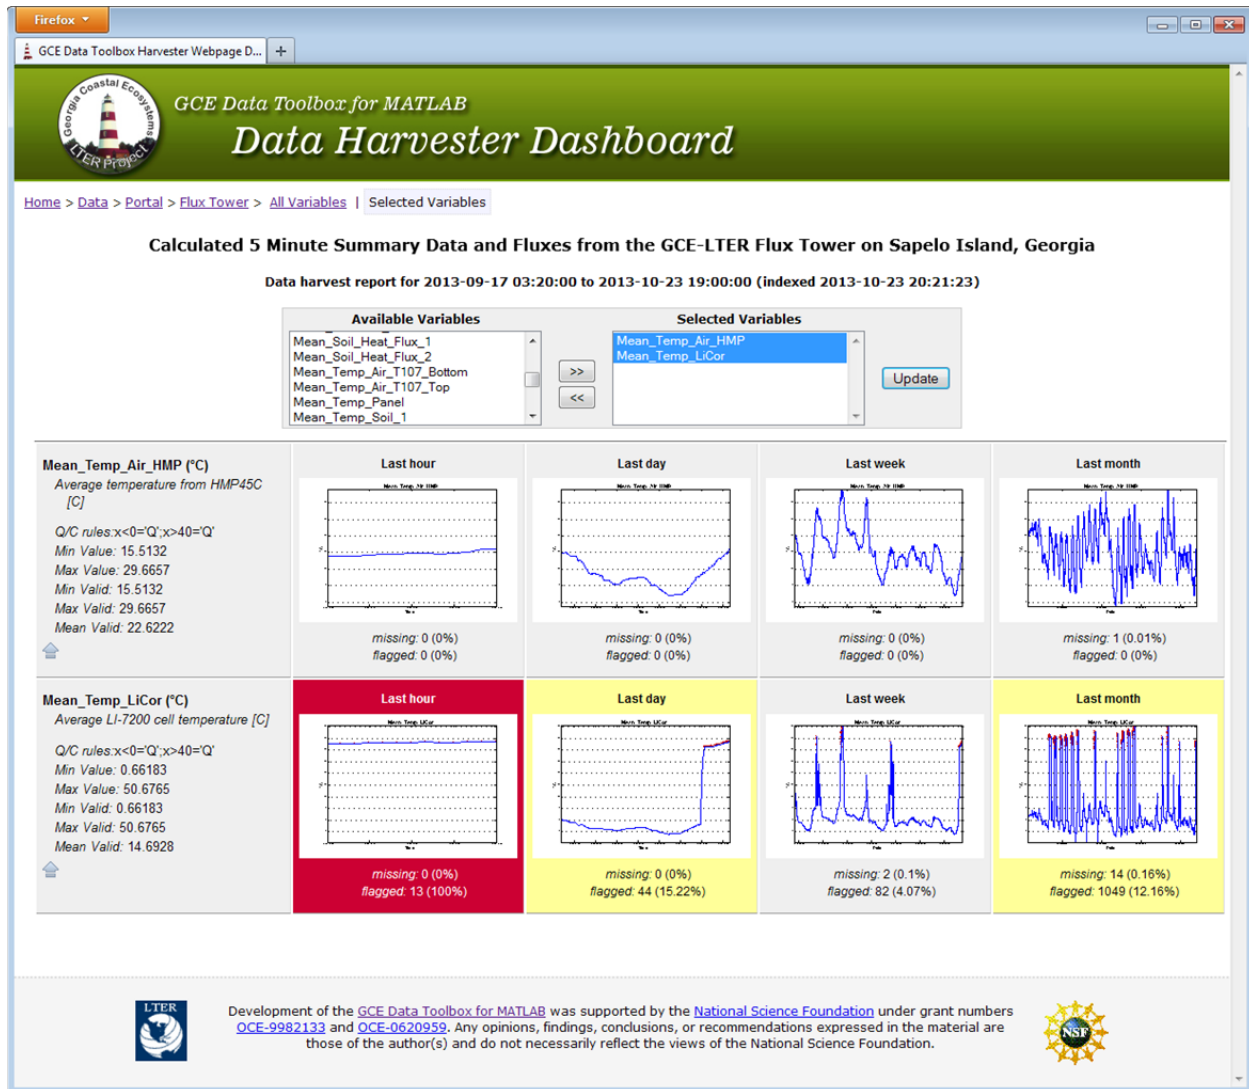 Firefox
GCE Data Toolbox Harvester Webpage D...
Georgia Coastal Ecosystems
LTER Project
GCE Data Toolbox for MATLAB
Data Harvester Dashboard
Home > Data > Portal > Flux Tower > All Variables | Selected Variables
Calculated 5 Minute Summary Data and Fluxes from the GCE-LTER Flux Tower on Sapelo Island, Georgia
Data harvest report for 2013-09-17 03:20:00 to 2013-10-23 19:00:00 (indexed 2013-10-23 20:21:23)
Available Variables
Mean_Soil_Heat_Flux_1
Mean_Soil_Heat_Flux_2
Mean_Temp_Air_T107_Bottom
Mean_Temp_Air_T107_Top
Mean_Temp_Panel
Mean_Temp_Soil_1
>>
<<
Selected Variables
Mean_Temp_Air_HMP
Mean_Temp_LiCor
Update
Mean_Temp_Air_HMP (°C)
Average temperature from HMP45C
[C]
Q/C rules:x<0='Q';x>40='Q'
Min Value: 15.5132
Max Value: 29.6657
Min Valid: 15.5132
Max Valid: 29.6657
Mean Valid: 22.6222
Last hour
Mean_Temp_Air_HMP
missing: 0 (0%)
flagged: 0 (0%)
Last day
Mean_Temp_Air_HMP
missing: 0 (0%)
flagged: 0 (0%)
Last week
Mean_Temp_Air_HMP
missing: 0 (0%)
flagged: 0 (0%)
Last month
Mean_Temp_Air_HMP
missing: 1 (0.01%)
flagged: 0 (0%)
Mean_Temp_LiCor (°C)
Average LI-7200 cell temperature [C]
Q/C rules:x<0='Q';x>40='Q'
Min Value: 0.66183
Max Value: 50.6765
Min Valid: 0.66183
Max Valid: 50.6765
Mean Valid: 14.6928
Last hour
Mean_Temp_LiCor
missing: 0 (0%)
flagged: 13 (100%)
Last day
Mean_Temp_LiCor
missing: 0 (0%)
flagged: 44 (15.22%)
Last week
Mean_Temp_LiCor
missing: 2 (0.1%)
flagged: 82 (4.07%)
Last month
Mean_Temp_LiCor
missing: 14 (0.16%)
flagged: 1049 (12.16%)
LTER
Development of the GCE Data Toolbox for MATLAB was supported by the National Science Foundation under grant numbers
OCE-9982133 and OCE-0620959. Any opinions, findings, conclusions, or recommendations expressed in the material are
those of the author(s) and do not necessarily reflect the views of the National Science Foundation.
NSF